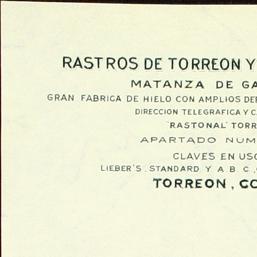 RASTROS DE TORREON Y
MATANZA DE GA
GRAN FABRICA DE HIELO CON AMPLIOS DE
DIRECCION TELEGRAFICA Y C
"RASTONAL" TORR
APARTADO NUM
CLAVES EN USO
LIEBER'S STANDARD Y A B C.,
TORREON, CO